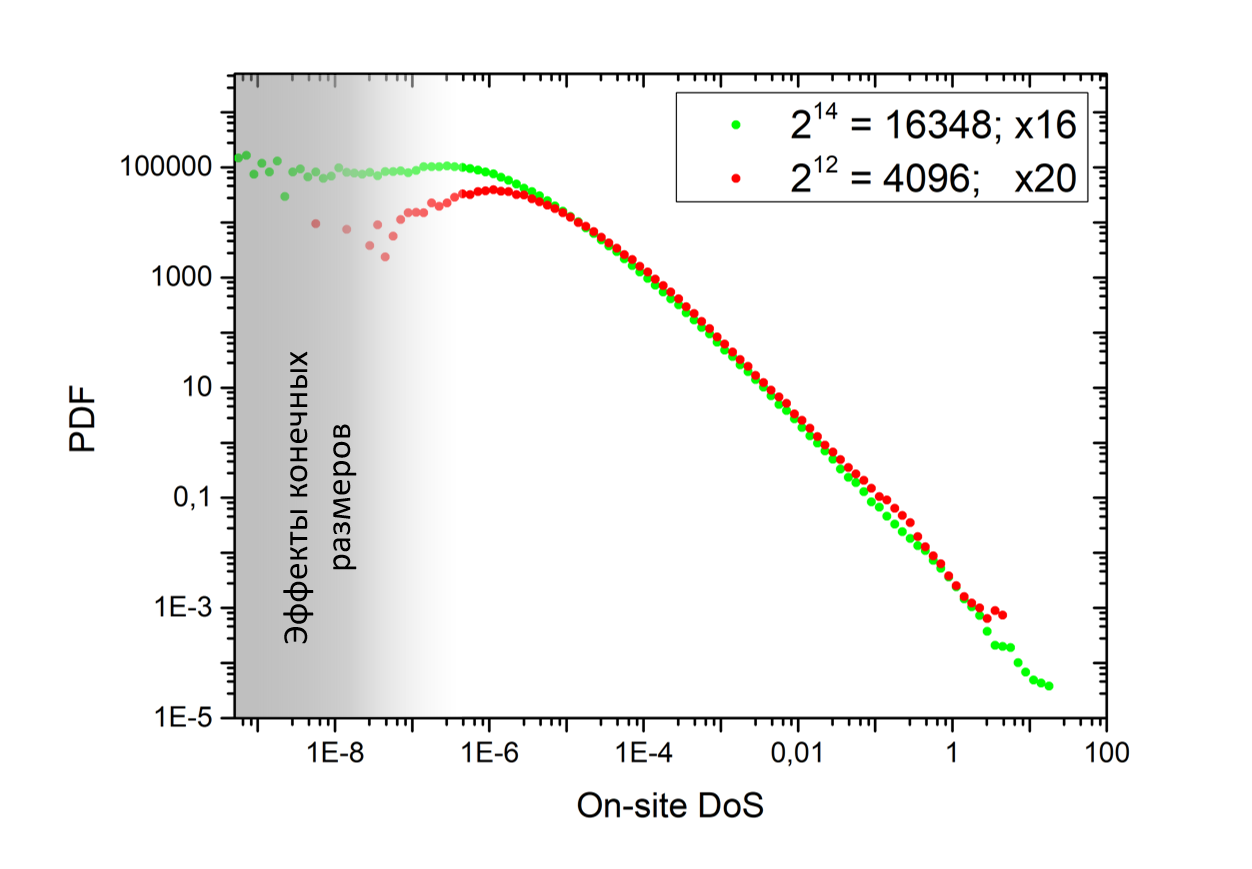 2¹⁴ = 16348; x16
2¹² = 4096; x20
100000
1000
10
0,1
1E-3
1E-5
PDF
Эффекты конечных
размеров
1E-8
1E-6
1E-4
0,01
1
100
On-site DoS